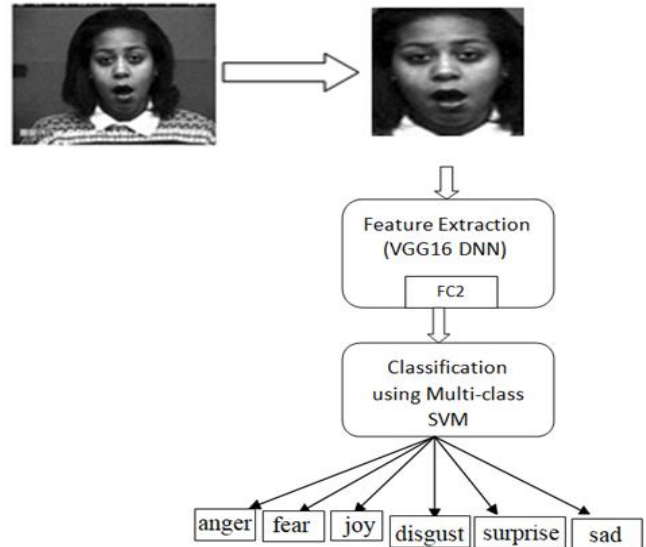 Feature Extraction
(VGG16 DNN)
FC2
Classification
using Multi-class
SVM
anger fear joy disgust surprise sad